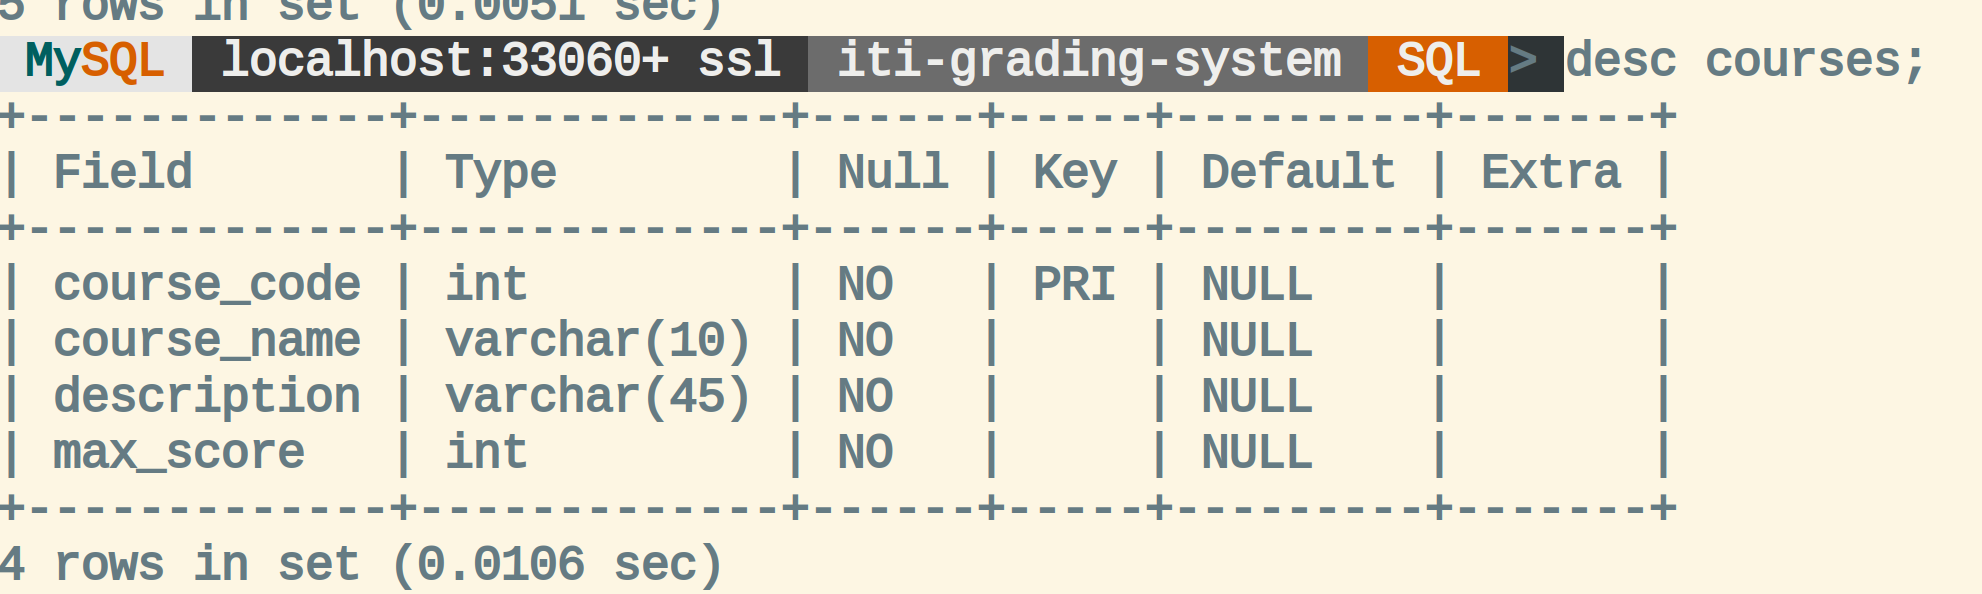 5 rows in set (0.0051 sec)
MySQL localhost:33060+ ssl iti-grading-system SQL > desc courses;
+-------------+-------------+------+-----+---------+-------+
| Field       | Type        | Null | Key | Default | Extra |
+-------------+-------------+------+-----+---------+-------+
| course_code | int         | NO   | PRI | NULL    |       |
| course_name | varchar(10) | NO   |     | NULL    |       |
| description | varchar(45) | NO   |     | NULL    |       |
| max_score   | int         | NO   |     | NULL    |       |
+-------------+-------------+------+-----+---------+-------+
4 rows in set (0.0106 sec)